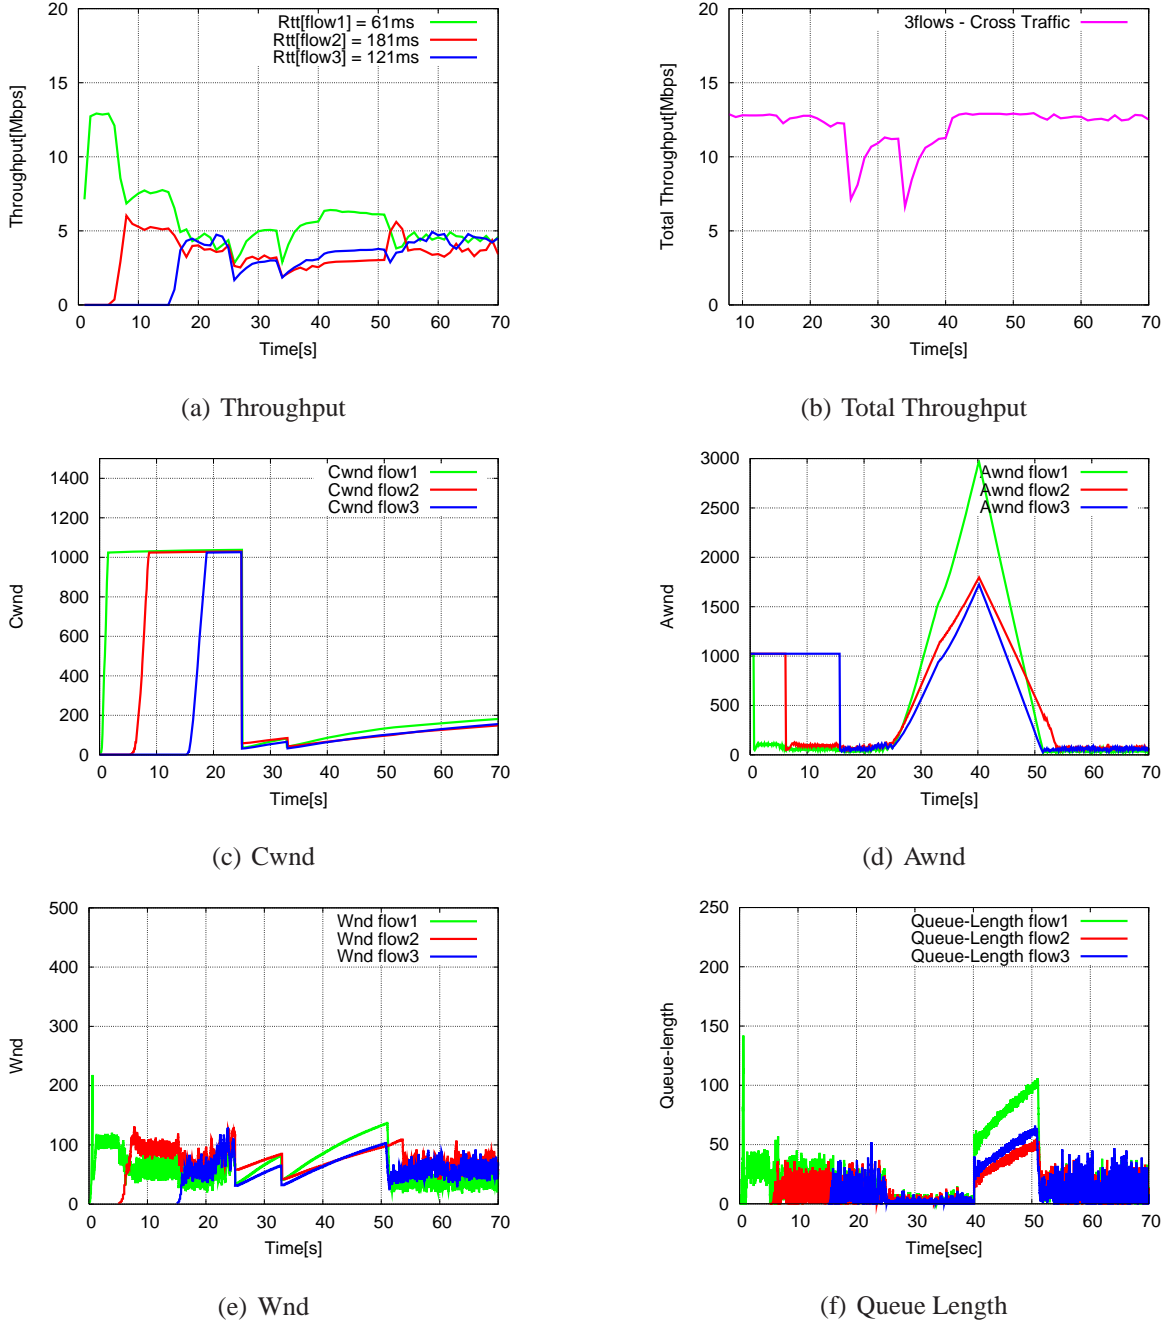 Throughput[Mbps]
20
15
10
5
0
Rtt[flow1] = 61ms
Rtt[flow2] = 181ms
Rtt[flow3] = 121ms
0 10 20 30 40 50 60 70
Time[s]
(a) Throughput
Total Throughput[Mbps]
20
15
10
5
0
3flows - Cross Traffic
10 20 30 40 50 60 70
Time[s]
(b) Total Throughput
Cwnd
1400
1200
1000
800
600
400
200
0
Cwnd flow1
Cwnd flow2
Cwnd flow3
0 10 20 30 40 50 60 70
Time[s]
(c) Cwnd
Awnd
3000
2500
2000
1500
1000
500
0
Awnd flow1
Awnd flow2
Awnd flow3
0 10 20 30 40 50 60 70
Time[s]
(d) Awnd
Wnd
500
400
300
200
100
0
Wnd flow1
Wnd flow2
Wnd flow3
0 10 20 30 40 50 60 70
Time[s]
(e) Wnd
Queue-length
250
200
150
100
50
0
Queue-Length flow1
Queue-Length flow2
Queue-Length flow3
0 10 20 30 40 50 60 70
Time[sec]
(f) Queue Length